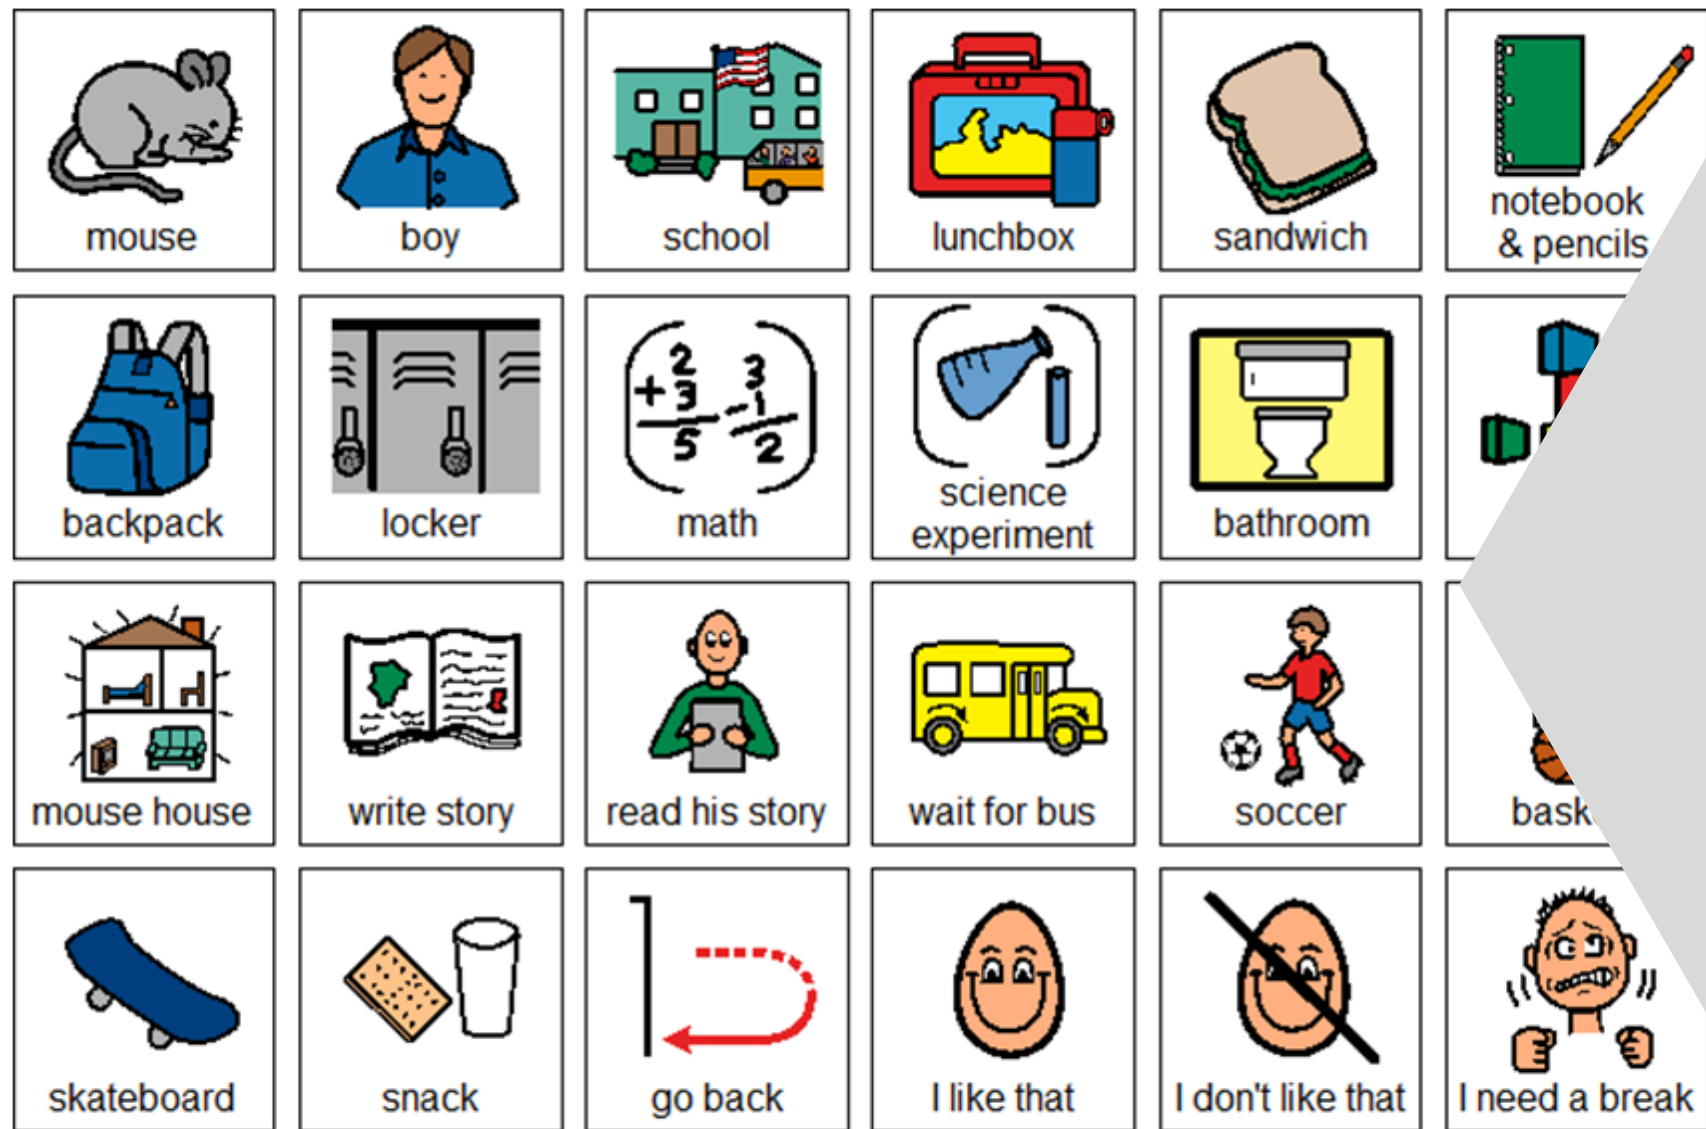 mouse
boy
school
lunchbox
sandwich
notebook
& pencils
backpack
locker
2
+3
5
3
-1
2
math
science
experiment
bathroom
mouse house
write story
read his story
wait for bus
soccer
skateboard
snack
go back
I like that
I don't like that
I need a break